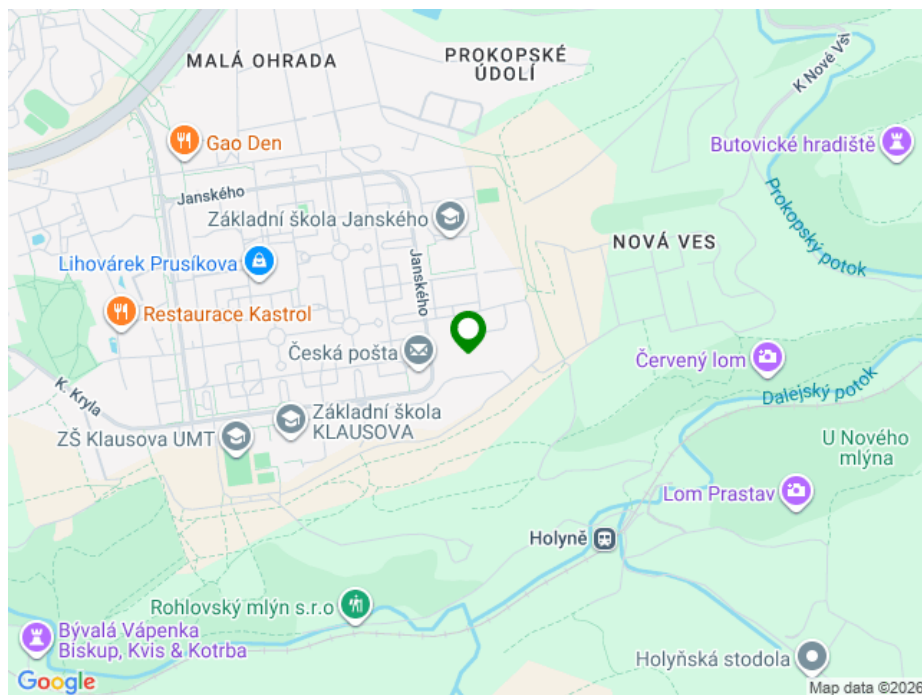 MALÁ OHRADA
PROKOPSKÉ
ÚDOLÍ
K Nové Vsi
Gao Den
Butovické hradiště
Janského
Základní škola Janského
Prokopský potok
NOVÁ VES
Lihovárek Prusíkova
Janského
Restaurace Kastrol
Česká pošta
Červený lom
Dalejský potok
K. Kryla
Základní škola
KLAUSOVA
ZŠ Klausova UMT
U Nového
mlýna
Lom Prastav
Holyně
Rohlovský mlýn s.r.o
Bývalá Vápenka
Biskup, Kvis & Kotrba
Holyňská stodola
Google
Map data ©2026